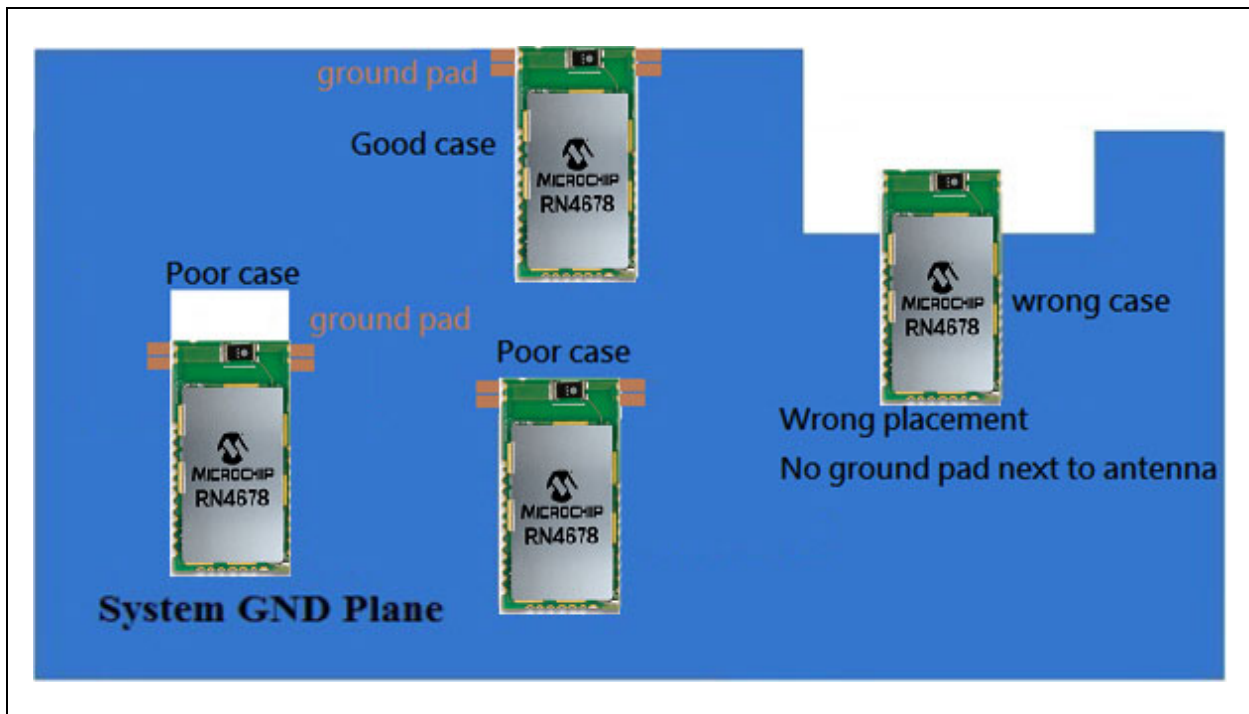 ground pad
Good case
MICROCHIP
RN4678
Poor case
ground pad
MICROCHIP
RN4678
System GND Plane
Poor case
MICROCHIP
RN4678
MICROCHIP
RN4678
wrong case
Wrong placement
No ground pad next to antenna